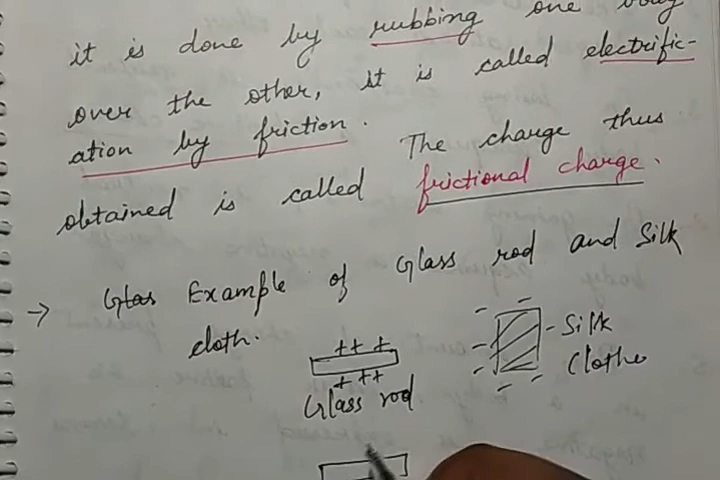 it is done by rubbing one body
over the other, it is called electrific-
ation by friction. The charge thus
obtained is called frictional charge.
→ Glas Example of Glass rod and Silk
cloth.
++ +
+ ++
Glass rod
- Silk
Clothe